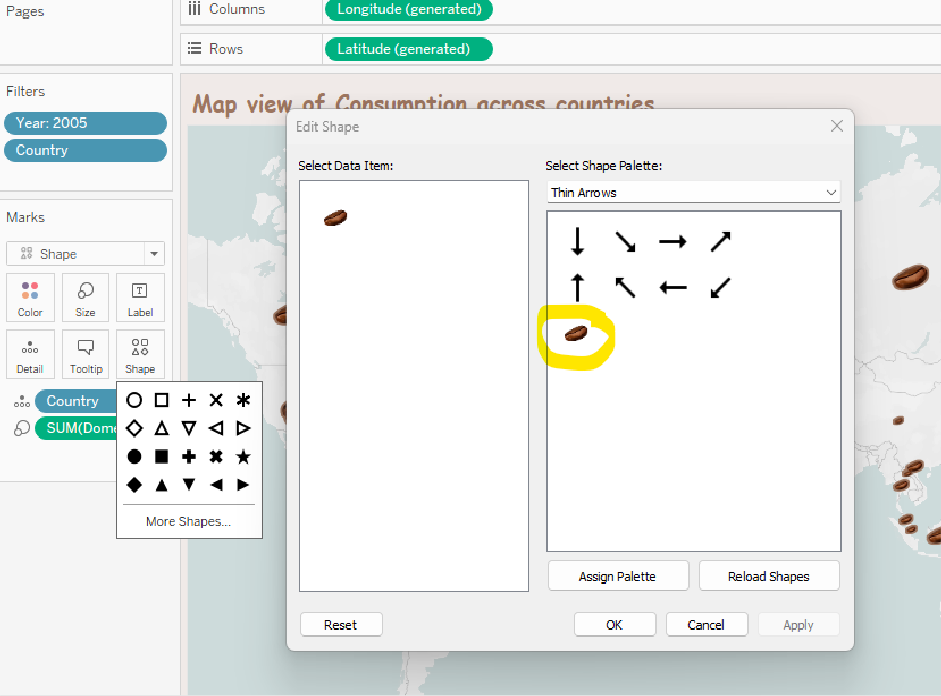 Pages
Columns
Longitude (generated)
Rows
Latitude (generated)
Filters
Year: 2005
Country
Marks
Shape
Color
Size
Label
Detail
Tooltip
Shape
Country
SUM(Dome
More Shapes...
Map view of Consumption across countries
Edit Shape
Select Data Item:
Select Shape Palette:
Thin Arrows
Assign Palette
Reload Shapes
Reset
OK
Cancel
Apply